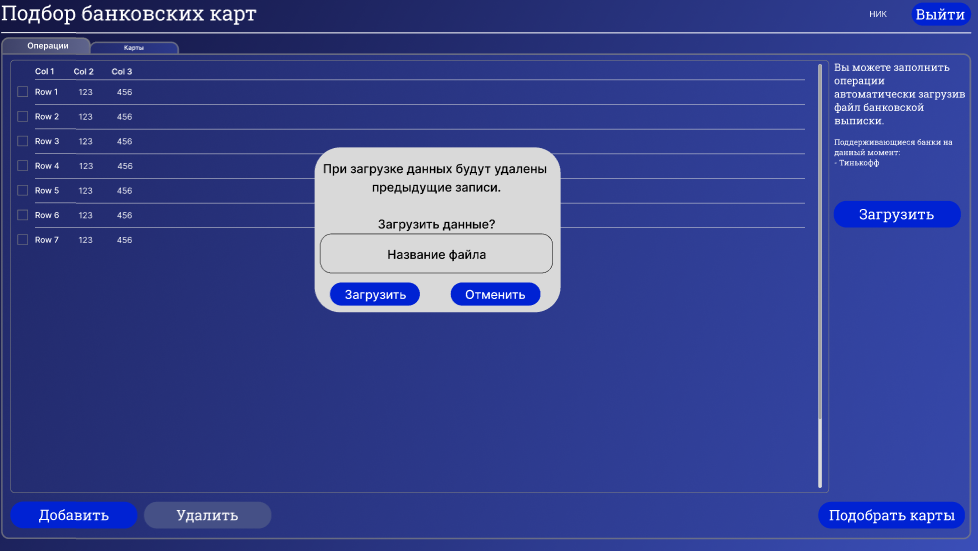 Подбор банковских карт
НИК
Выйти
Операции
Карты
Col 1 Col 2 Col 3
Row 1 123 456
Row 2 123 456
Row 3 123 456
Row 4 123 456
Row 5 123 456
Row 6 123 456
Row 7 123 456
При загрузке данных будут удалены
предыдущие записи.
Загрузить данные?
Название файла
Загрузить
Отменить
Вы можете заполнить
операции
автоматически загрузив
файл банковской
выписки.
Поддерживающиеся банки на
данный момент:
- Тинькофф
Загрузить
Добавить
Удалить
Подобрать карты